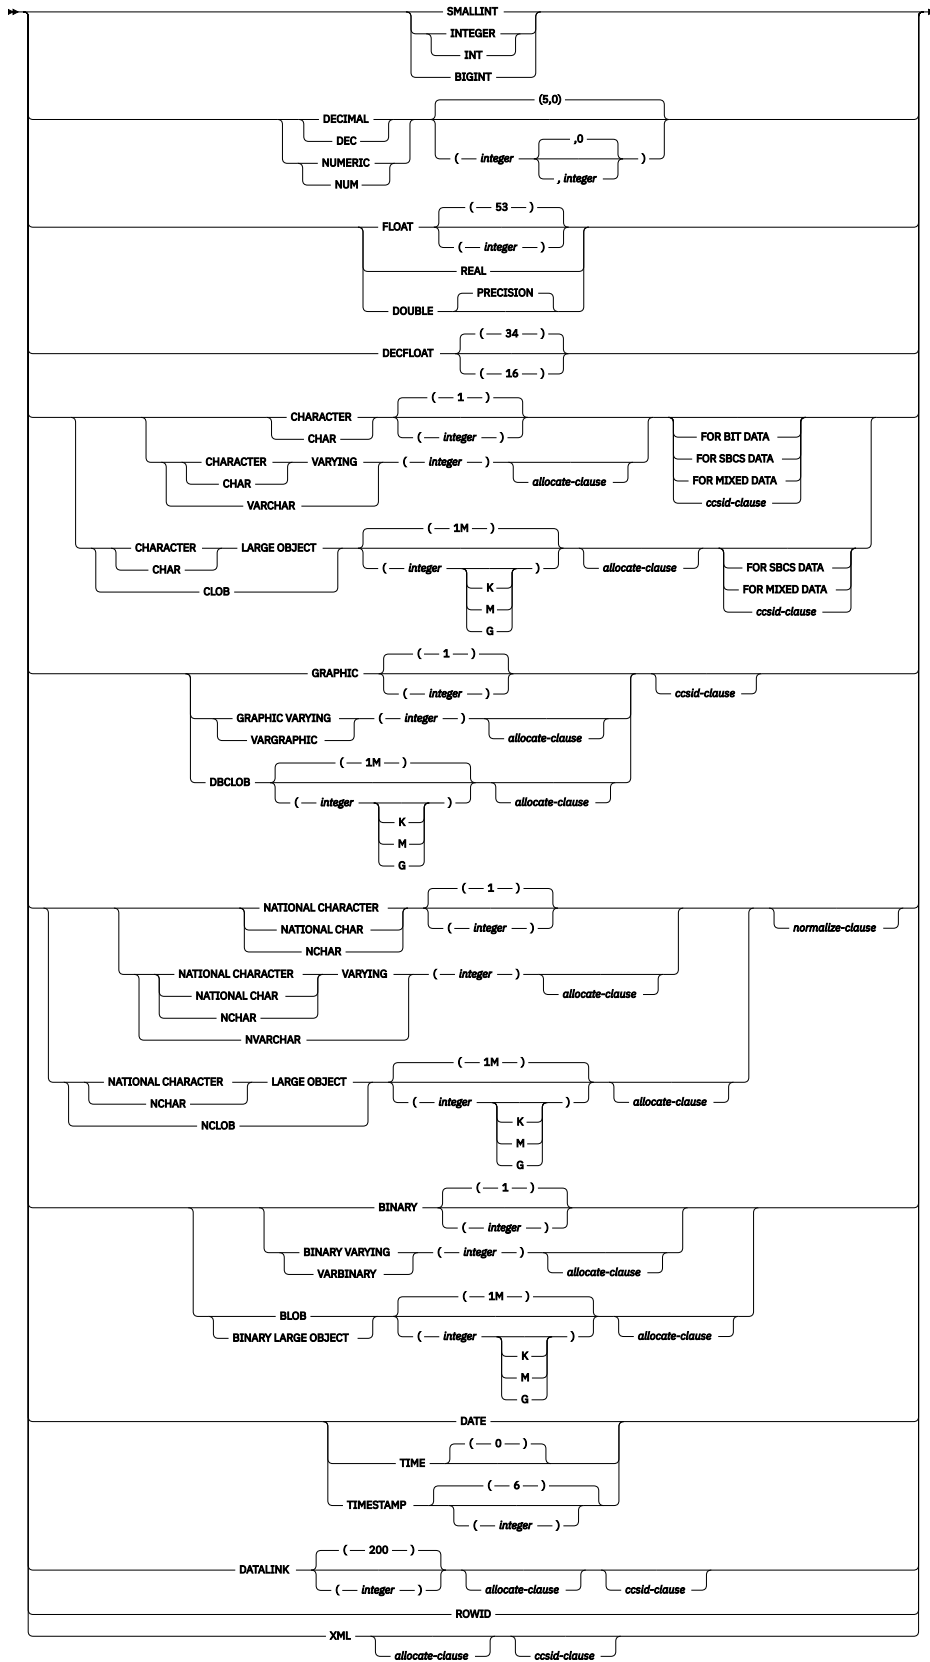 SMALLINT
INTEGER
INT
BIGINT
(5,0)
DECIMAL
DEC
,0
( integer )
NUMERIC
, integer
NUM
( 53 )
FLOAT
( integer )
REAL
PRECISION
DOUBLE
( 34 )
DECFLOAT
( 16 )
( 1 )
CHARACTER
CHAR ( integer ) FOR BIT DATA
CHARACTER VARYING ( integer ) FOR SBCS DATA
CHAR allocate-clause FOR MIXED DATA
VARCHAR ccsid-clause
( 1M )
CHARACTER LARGE OBJECT
CHAR ( integer ) allocate-clause FOR SBCS DATA
CLOB K FOR MIXED DATA
M ccsid-clause
G
( 1 )
GRAPHIC
( integer ) ccsid-clause
GRAPHIC VARYING ( integer )
VARGRAPHIC allocate-clause
( 1M )
DBCLOB
( integer ) allocate-clause
K
M
G
( 1 )
NATIONAL CHARACTER
NATIONAL CHAR ( integer ) normalize-clause
NCHAR
NATIONAL CHARACTER VARYING ( integer )
NATIONAL CHAR allocate-clause
NCHAR
NVARCHAR
( 1M )
NATIONAL CHARACTER LARGE OBJECT
NCHAR ( integer ) allocate-clause
NCLOB K
M
G
( 1 )
BINARY
( integer )
BINARY VARYING ( integer )
VARBINARY allocate-clause
( 1M )
BLOB
BINARY LARGE OBJECT ( integer ) allocate-clause
K
M
G
DATE
( 0 )
TIME
( 6 )
TIMESTAMP
( integer )
( 200 )
DATALINK
( integer ) allocate-clause ccsid-clause
ROWID
XML
allocate-clause ccsid-clause